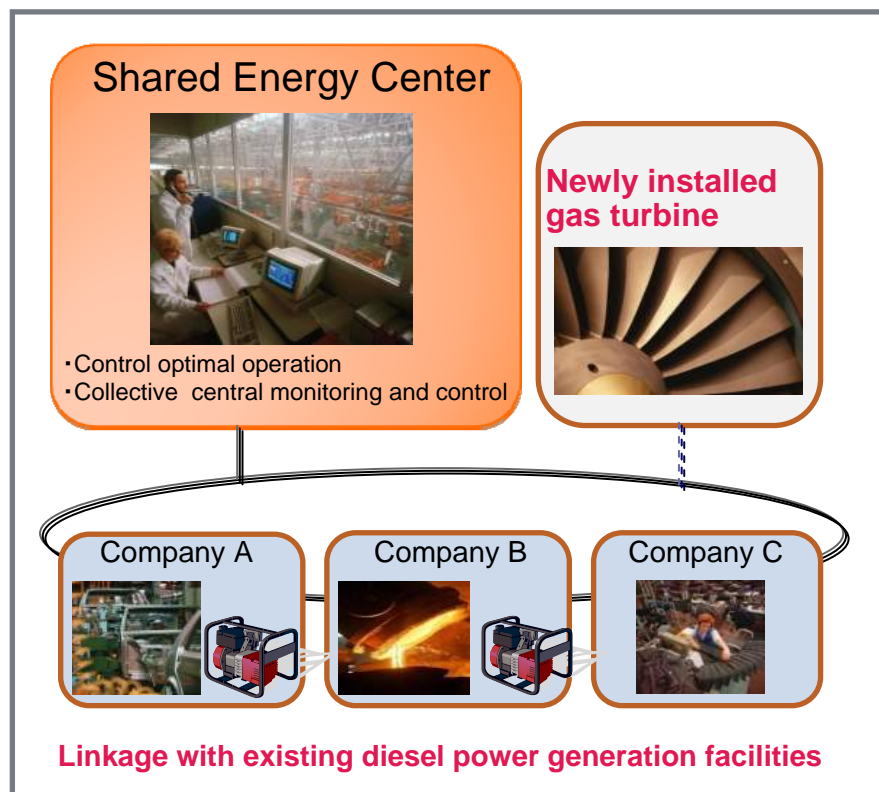 Shared Energy Center
・Control optimal operation
・Collective central monitoring and control
Newly installed
gas turbine
Company A
Company B
Company C
Linkage with existing diesel power generation facilities